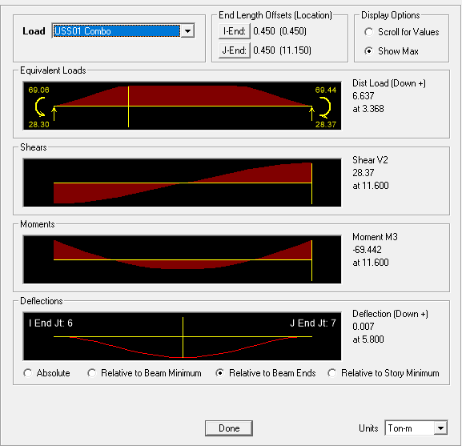 End Length Offsets (Location)
Display Options
Load USS01 Combo
I-End: 0.450 (0.450)
Scroll for Values
J-End: 0.450 (11.150)
Show Max
Equivalent Loads
69.06
69.44
28.30
28.37
Dist Load (Down +)
6.637
at 3.368
Shears
Shear V2
28.37
at 11.600
Moments
Moment M3
-69.442
at 11.600
Deflections
I End Jt: 6
J End Jt: 7
Deflection (Down +)
0.007
at 5.800
Absolute
Relative to Beam Minimum
Relative to Beam Ends
Relative to Story Minimum
Done
Units Ton-m